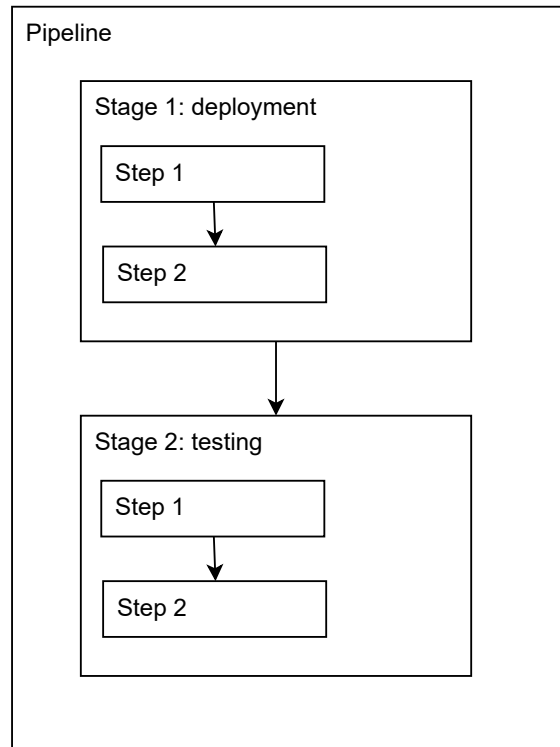 Pipeline
Stage 1: deployment
Step 1
Step 2
Stage 2: testing
Step 1
Step 2